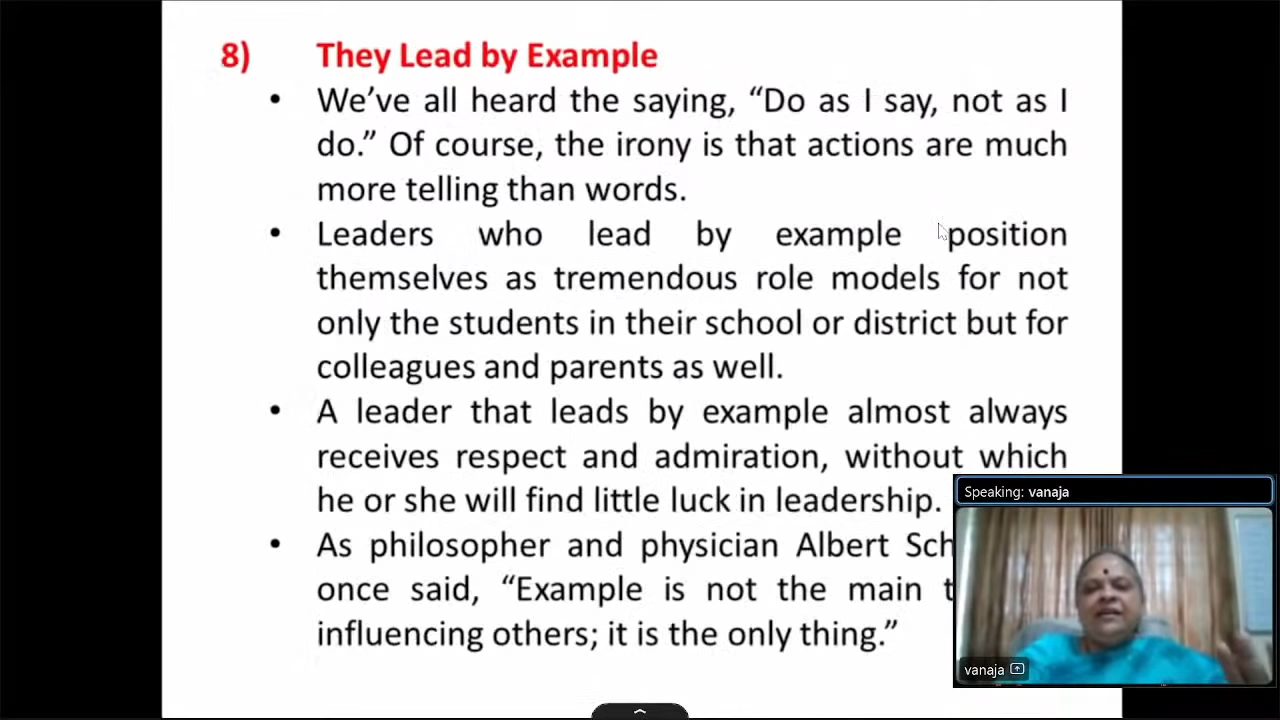 8) They Lead by Example
• We’ve all heard the saying, “Do as I say, not as I
do.” Of course, the irony is that actions are much
more telling than words.
• Leaders who lead by example position
themselves as tremendous role models for not
only the students in their school or district but for
colleagues and parents as well.
• A leader that leads by example almost always
receives respect and admiration, without which
he or she will find little luck in leadership.
• As philosopher and physician Albert
once said, “Example is not the main
influencing others; it is the only thing.”
Speaking: vanaja
vanaja